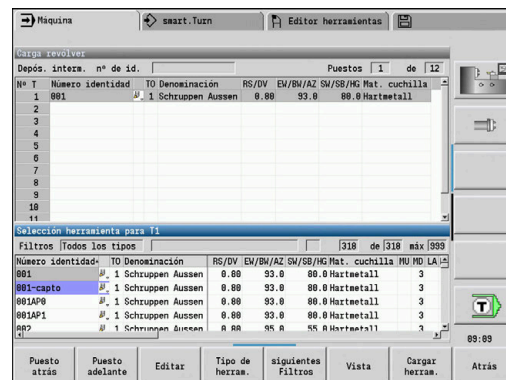 Máquina
smart.Turn
Editor herramientas
Carga revólver
Depós. interm. nº de id.
Puestos 1 de 12
Nº T Número identidad TO Denominación RS/DV EW/BW/AZ SW/SB/HG Mat. cuchilla
1 001 1 Schruppen Aussen 0.80 93.0 80.0 Hartmetall
2
3
4
5
6
7
8
9
10
11
Selección herramienta para T1
Filtros Todos los tipos 318 de 318 máx 999
Número identidad TO Denominación RS/DV EW/BW/AZ SW/SB/HG Mat. cuchilla MU MD LA
001 1 Schruppen Aussen 0.80 93.0 80.0 Hartmetall 3
001-capto 1 Schruppen Aussen 0.80 93.0 80.0 Hartmetall 3
001AP0 1 Schruppen Aussen 0.80 93.0 80.0 Hartmetall 3
001AP1 1 Schruppen Aussen 0.80 93.0 80.0 Hartmetall 3
002 1 Schruppen Aussen 0.80 95.0 55.0 Hartmetall 3
T
09:09
Puesto atrás
Puesto adelante
Editar
Tipo de herram.
siguientes Filtros
Vista
Cargar herram.
Atrás